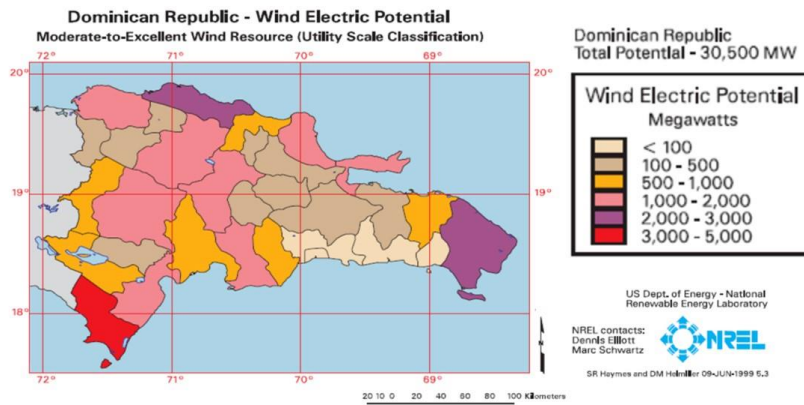 Dominican Republic - Wind Electric Potential
Moderate-to-Excellent Wind Resource (Utility Scale Classification)
Dominican Republic
Total Potential - 30,500 MW
72° 71° 70° 69°
20° 20°
19° 19°
18° 18°
72° 71° 70° 69°
Wind Electric Potential
Megawatts
< 100
100 - 500
500 - 1,000
1,000 - 2,000
2,000 - 3,000
3,000 - 5,000
US Dept. of Energy - National
Renewable Energy Laboratory
NREL contacts:
Dennis Elliott
Marc Schwartz
NREL
SR Haymes and DM Heimiller 09-JUN-1999 5.3
N
20 10 0 20 40 60 80 100 Kilometers